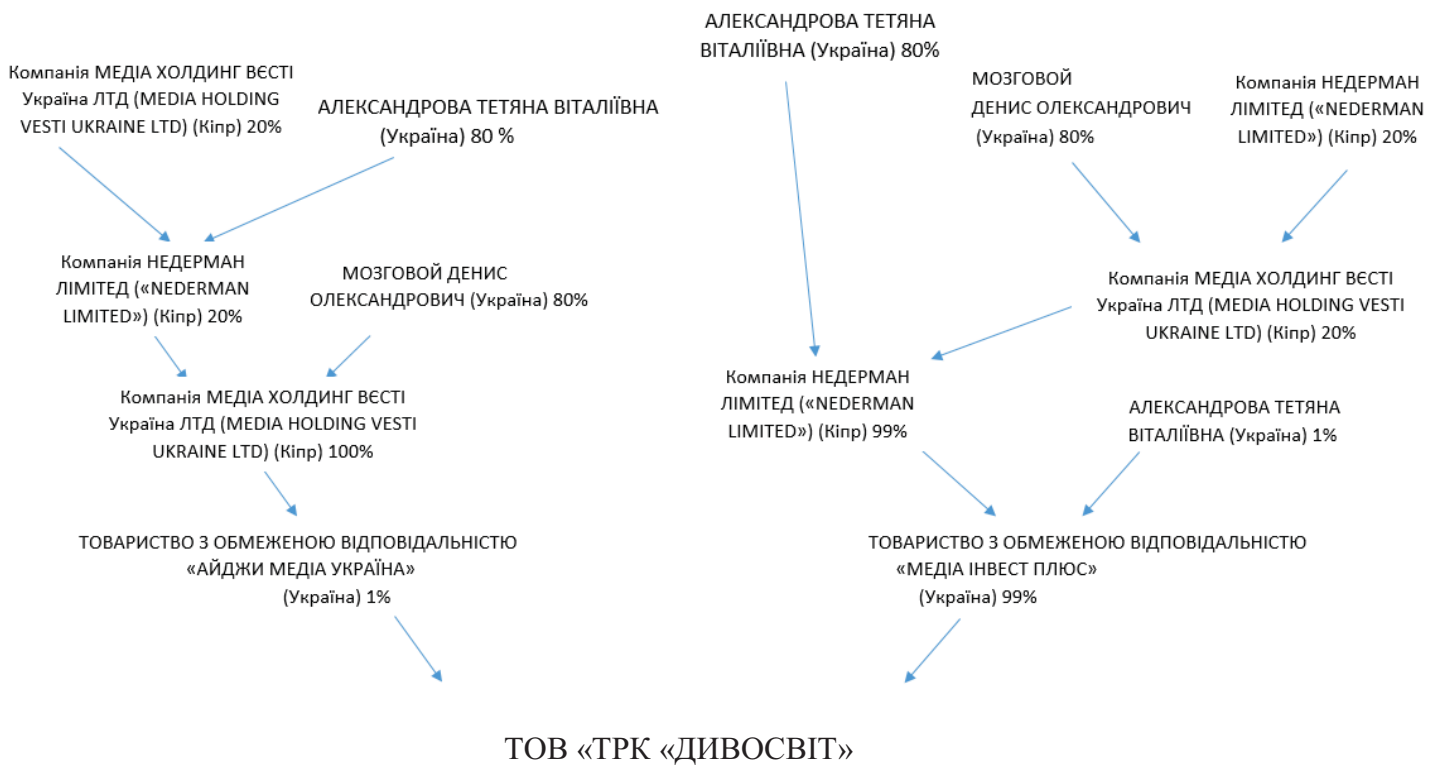 Компанія МЕДІА ХОЛДИНГ ВЄСТІ
Україна ЛТД (MEDIA HOLDING
VESTI UKRAINE LTD) (Кіпр) 20%
АЛЕКСАНДРОВА ТЕТЯНА ВІТАЛІЇВНА
(Україна) 80 %
АЛЕКСАНДРОВА ТЕТЯНА
ВІТАЛІЇВНА (Україна) 80%
МОЗГОВОЙ
ДЕНИС ОЛЕКСАНДРОВИЧ
(Україна) 80%
Компанія НЕДЕРМАН
ЛІМІТЕД («NEDERMAN
LIMITED») (Кіпр) 20%
Компанія НЕДЕРМАН
ЛІМІТЕД («NEDERMAN
LIMITED») (Кіпр) 20%
МОЗГОВОЙ ДЕНИС
ОЛЕКСАНДРОВИЧ (Україна) 80%
Компанія МЕДІА ХОЛДИНГ ВЄСТІ
Україна ЛТД (MEDIA HOLDING VESTI
UKRAINE LTD) (Кіпр) 20%
Компанія МЕДІА ХОЛДИНГ ВЄСТІ
Україна ЛТД (MEDIA HOLDING VESTI
UKRAINE LTD) (Кіпр) 100%
Компанія НЕДЕРМАН
ЛІМІТЕД («NEDERMAN
LIMITED») (Кіпр) 99%
АЛЕКСАНДРОВА ТЕТЯНА
ВІТАЛІЇВНА (Україна) 1%
ТОВАРИСТВО З ОБМЕЖЕНОЮ ВІДПОВІДАЛЬНІСТЮ
«АЙДЖИ МЕДІА УКРАЇНА»
(Україна) 1%
ТОВАРИСТВО З ОБМЕЖЕНОЮ ВІДПОВІДАЛЬНІСТЮ
«МЕДІА ІНВЕСТ ПЛЮС»
(Україна) 99%
ТОВ «ТРК «ДИВОСВІТ»